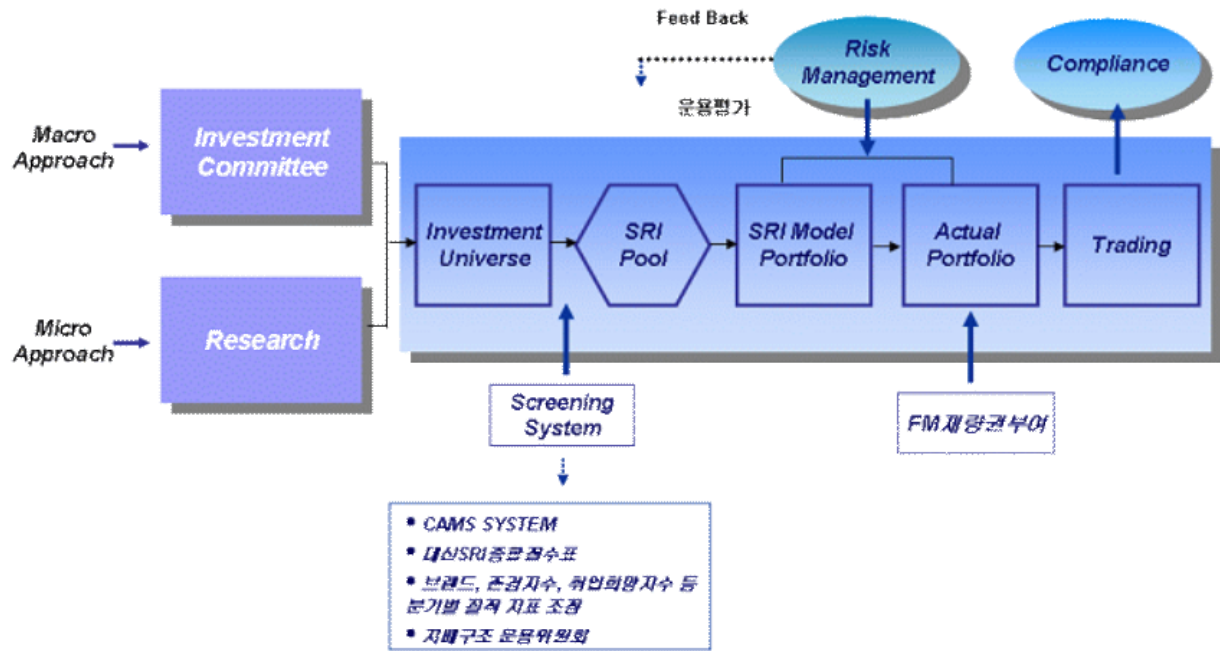 Feed Back
Risk
Management
Compliance
운용평가
Macro
Approach
Investment
Committee
Investment
Universe
SRI
Pool
SRI Model
Portfolio
Actual
Portfolio
Trading
Micro
Approach
Research
Screening
System
FM재량권부여
• CAMS SYSTEM
• 대신SRI종합점수표
• 브랜드, 존경지수, 취업희망지수 등
분기별 질적 지표 조정
• 지배구조 운용위원회